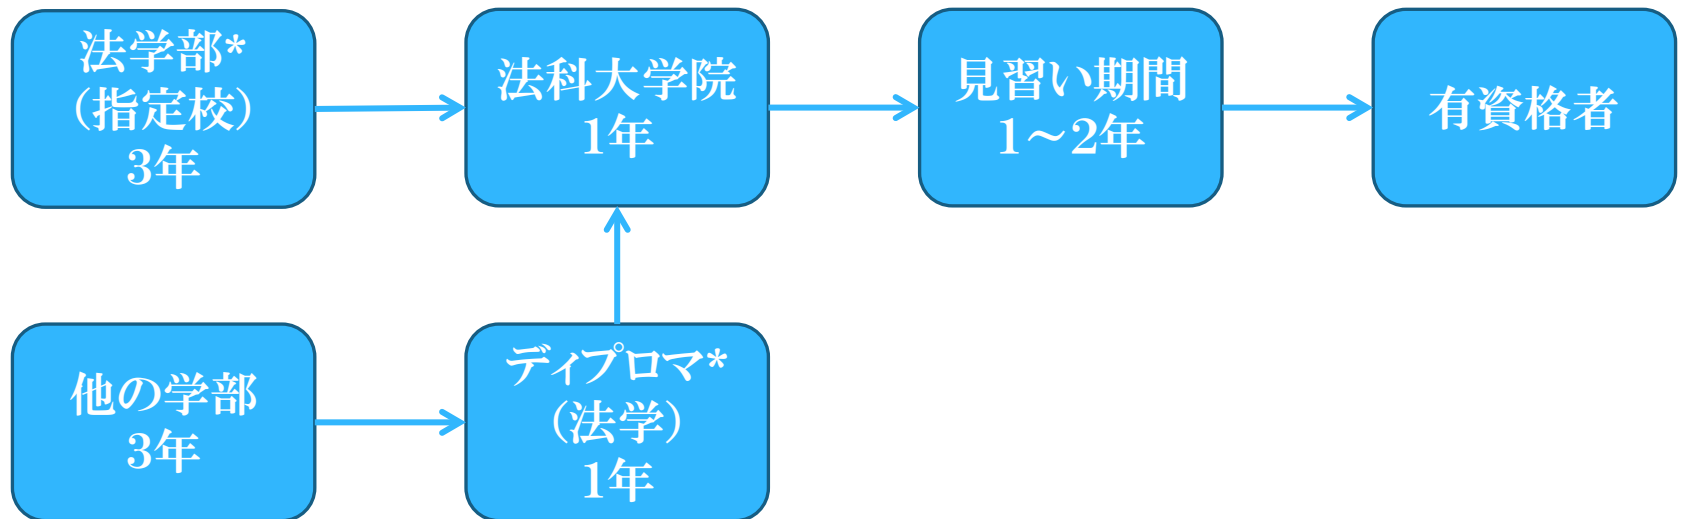 法学部*
（指定校）
3年
法科大学院
1年
見習い期間
1～2年
有資格者
他の学部
3年
ディプロマ*
（法学）
1年